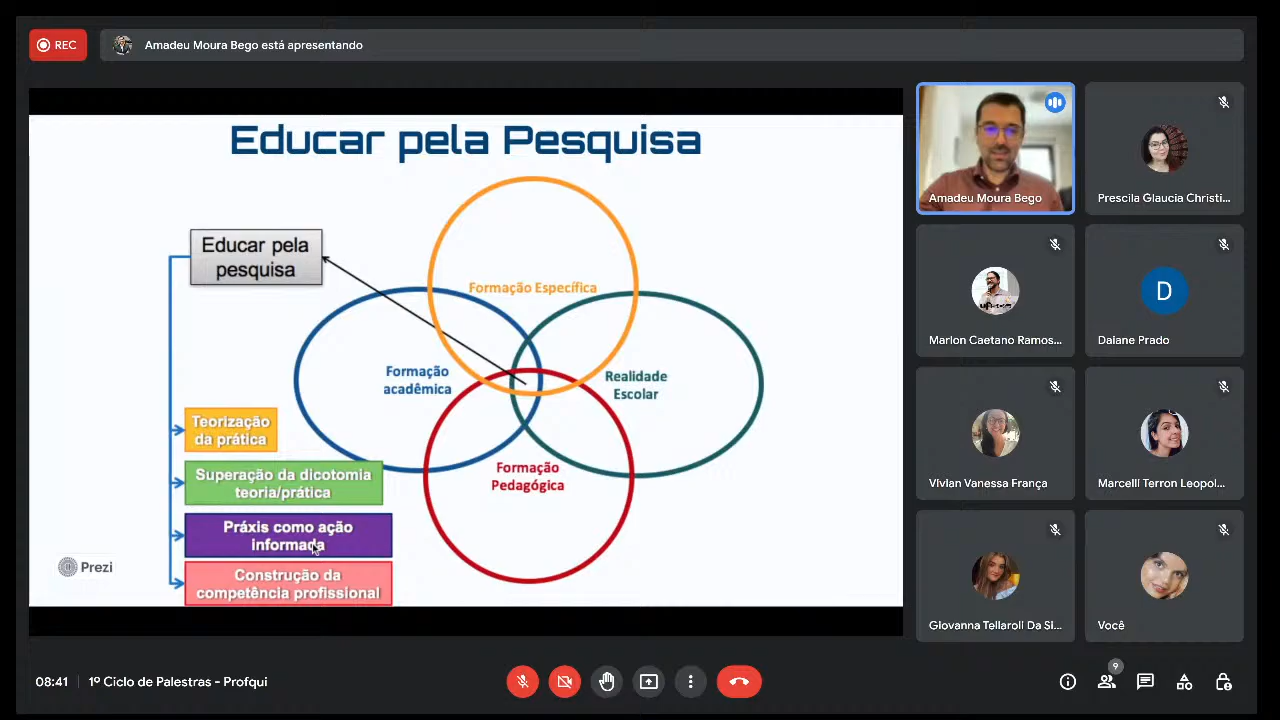 REC
Amadeu Moura Bego está apresentando
Educar pela Pesquisa
Educar pela
pesquisa
Formação Específica
Formação
acadêmica
Realidade
Escolar
Formação
Pedagógica
Teorização
da prática
Superação da dicotomia
teoria/prática
Práxis como ação
informada
Construção da
competência profissional
Prezi
Amadeu Moura Bego
Prescila Glaucia Christi...
Marlon Caetano Ramos...
D
Daiane Prado
Vivian Vanessa França
Marcelli Terron Leopol...
Giovanna Tellaroli Da Si...
Você
08:41
1º Ciclo de Palestras - Profqui
9